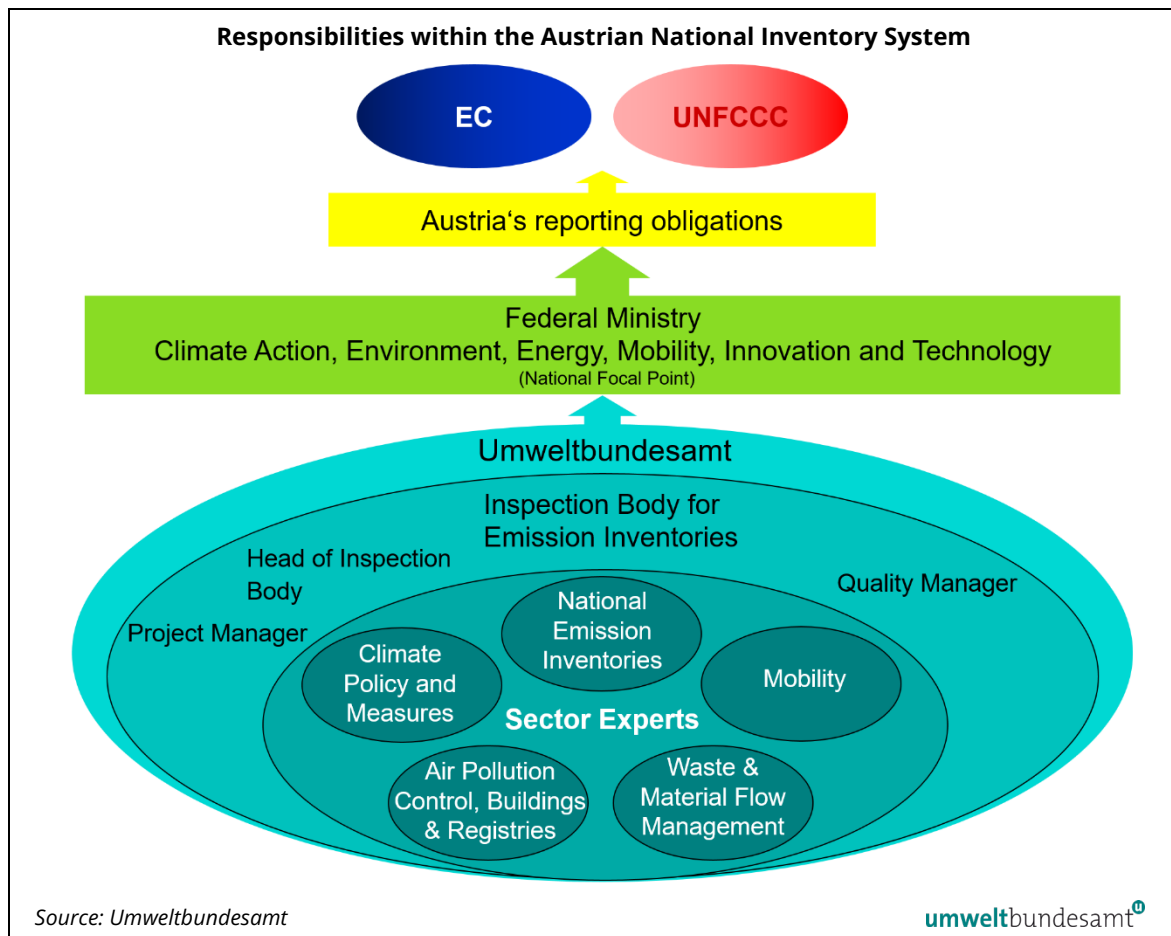 Responsibilities within the Austrian National Inventory System
EC
UNFCCC
Austria‘s reporting obligations
Federal Ministry
Climate Action, Environment, Energy, Mobility, Innovation and Technology
(National Focal Point)
Umweltbundesamt
Inspection Body for
Emission Inventories
Head of Inspection
Body
Project Manager
Quality Manager
National
Emission
Inventories
Climate
Policy and
Measures
Mobility
Sector Experts
Air Pollution
Control, Buildings
& Registries
Waste &
Material Flow
Management
Source: Umweltbundesamt
umweltbundesamt
u